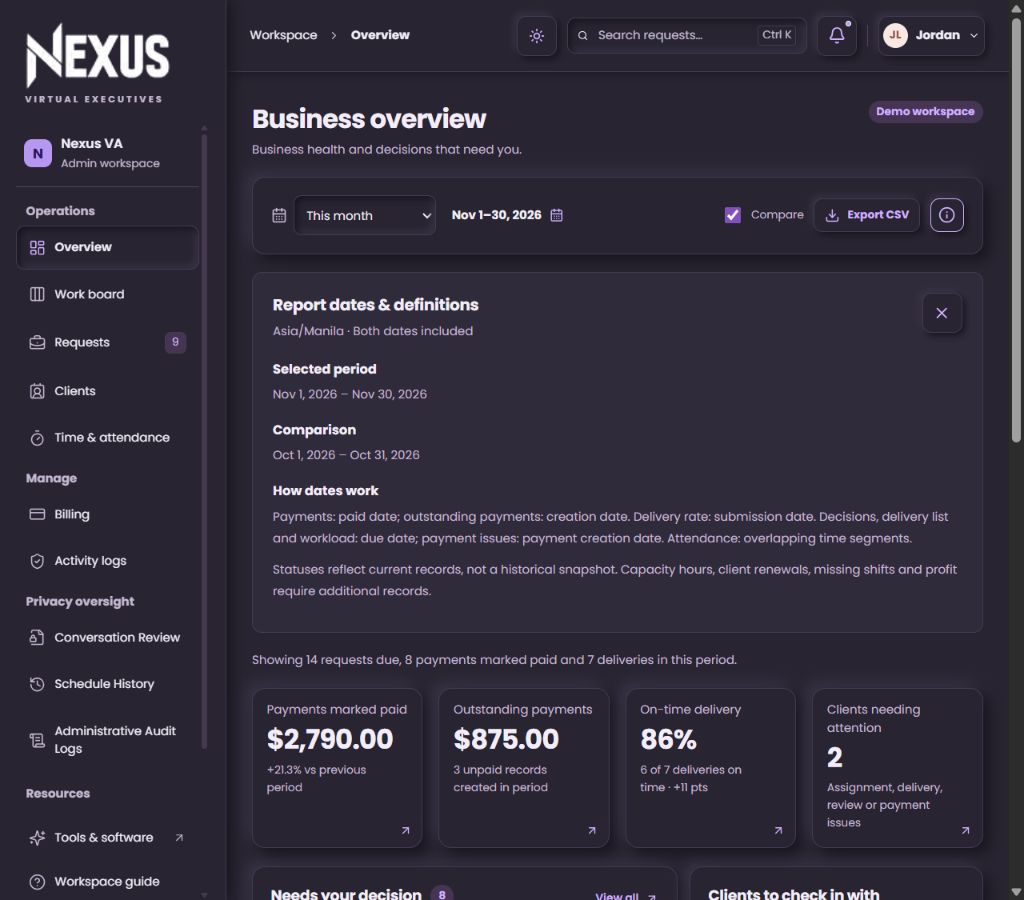 NEXUS
VIRTUAL EXECUTIVES
N
Nexus VA
Admin workspace
Operations
Overview
Work board
Requests
9
Clients
Time & attendance
Manage
Billing
Activity logs
Privacy oversight
Conversation Review
Schedule History
Administrative Audit
Logs
Resources
Tools & software
Workspace guide
Workspace > Overview
Search requests...
Ctrl K
JL
Jordan
Business overview
Demo workspace
Business health and decisions that need you.
This month
Nov 1–30, 2026
Compare
Export CSV
Report dates & definitions
Asia/Manila · Both dates included
Selected period
Nov 1, 2026 – Nov 30, 2026
Comparison
Oct 1, 2026 – Oct 31, 2026
How dates work
Payments: paid date; outstanding payments: creation date. Delivery rate: submission date. Decisions, delivery list
and workload: due date; payment issues: payment creation date. Attendance: overlapping time segments.
Statuses reflect current records, not a historical snapshot. Capacity hours, client renewals, missing shifts and profit
require additional records.
Showing 14 requests due, 8 payments marked paid and 7 deliveries in this period.
Payments marked paid
$2,790.00
+21.3% vs previous
period
Outstanding payments
$875.00
3 unpaid records
created in period
On-time delivery
86%
6 of 7 deliveries on
time · +11 pts
Clients needing
attention
2
Assignment, delivery,
review or payment
issues
Needs your decision
8
View all
Clients to check in with